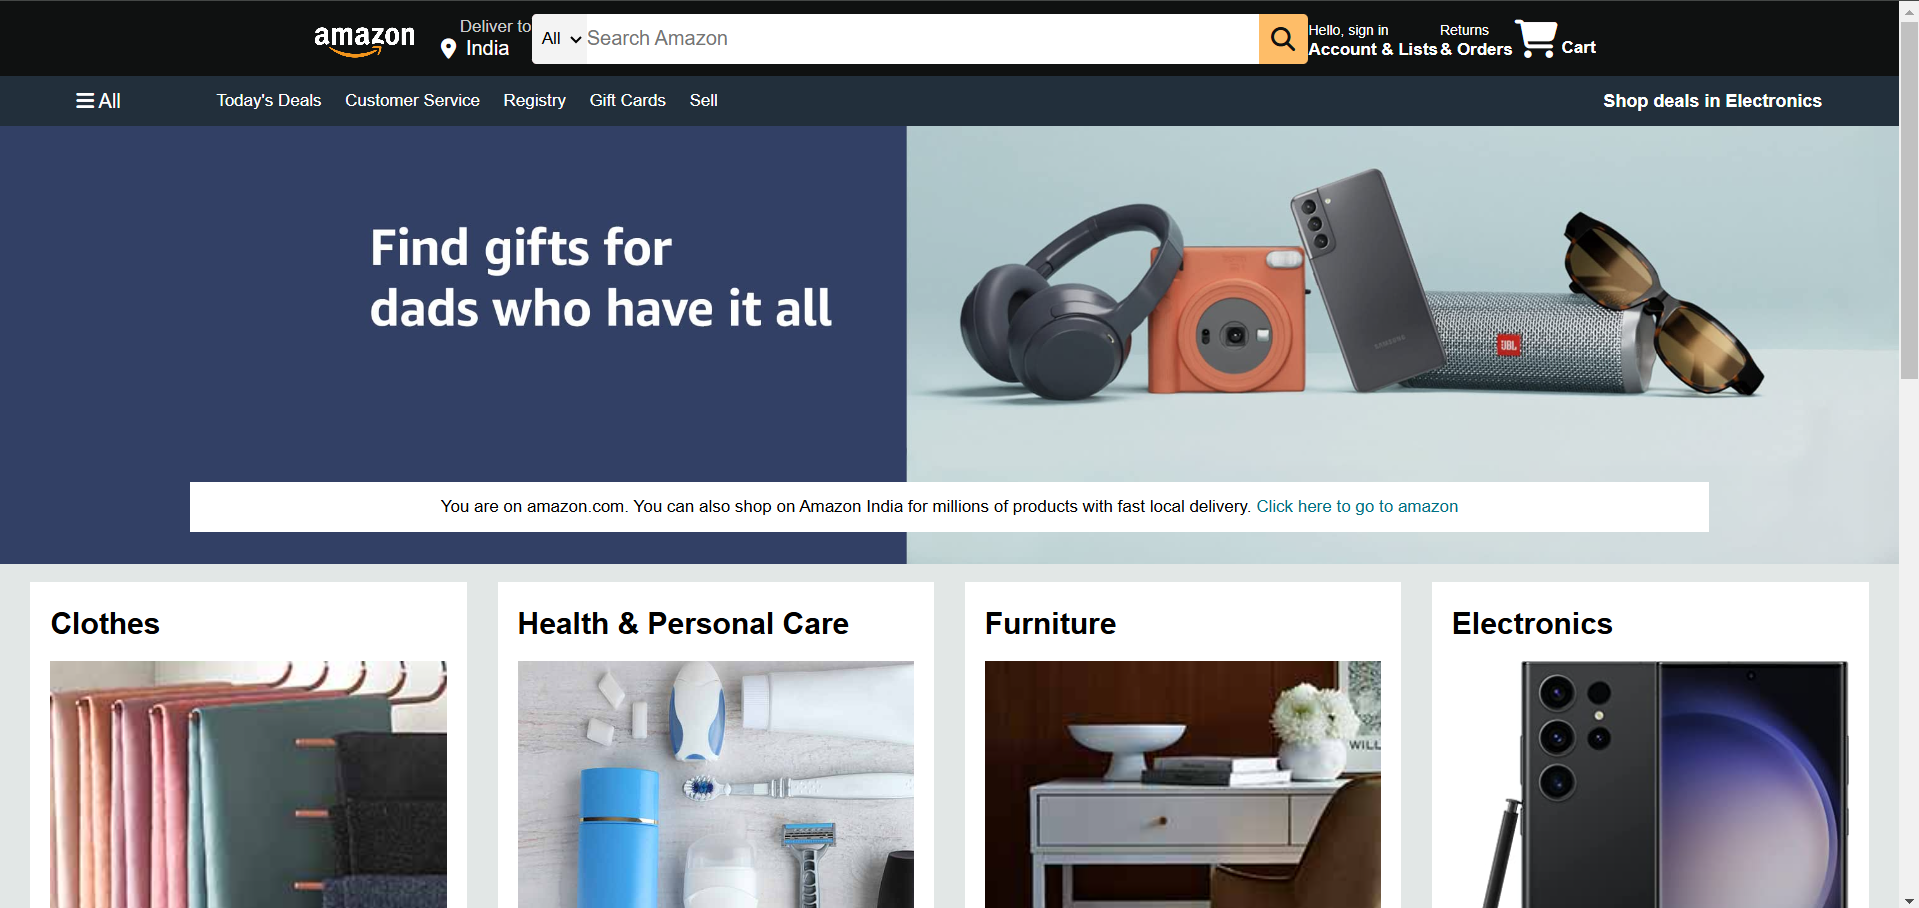 amazon
Deliver to
India
All
Search Amazon
Hello, sign in
Account & Lists
Returns
& Orders
Cart
All
Today's Deals
Customer Service
Registry
Gift Cards
Sell
Shop deals in Electronics
Find gifts for
dads who have it all
SAMSUNG
JBL
You are on amazon.com. You can also shop on Amazon India for millions of products with fast local delivery. Click here to go to amazon
Clothes
Health & Personal Care
Furniture
Electronics
WILL